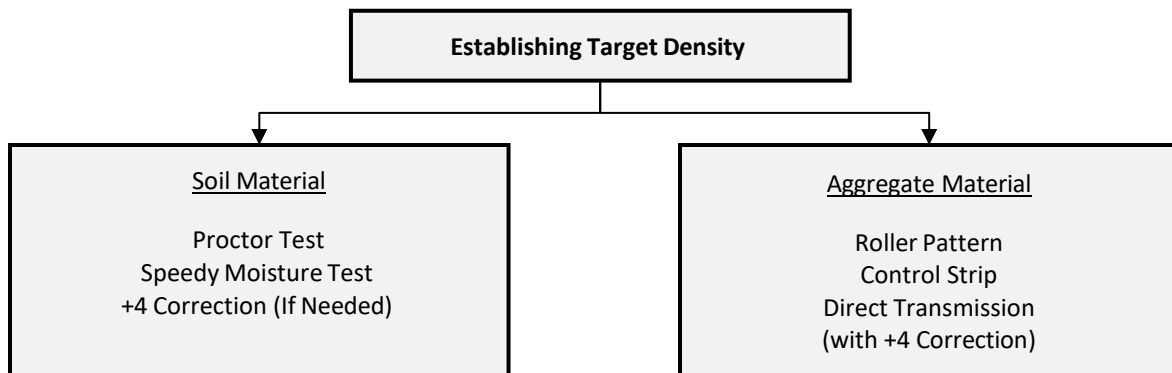 Establishing Target Density
Soil Material
Proctor Test
Speedy Moisture Test
+4 Correction (If Needed)
Aggregate Material
Roller Pattern
Control Strip
Direct Transmission
(with +4 Correction)